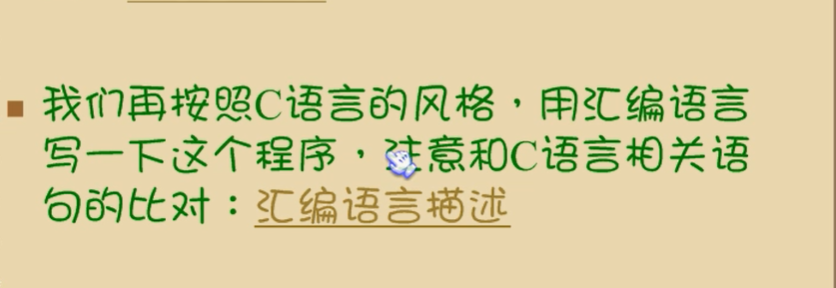 我们再按照C语言的风格，用汇编语言
写一下这个程序，注意和C语言相关语
句的比对：汇编语言描述